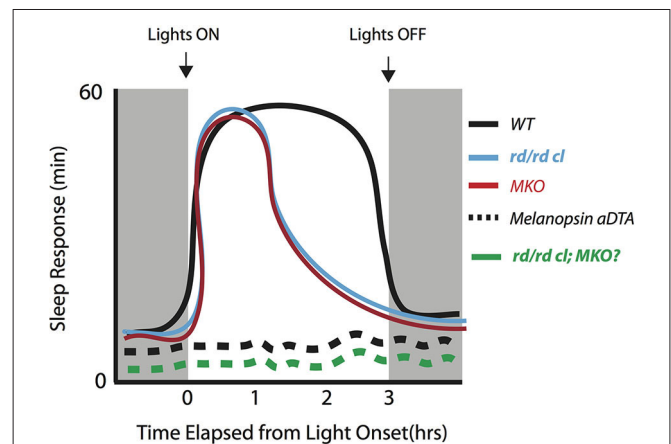 Lights ON
Lights OFF
60
Sleep Response (min)
0
0
1
2
3
Time Elapsed from Light Onset(hrs)
WT
rd/rd cl
MKO
Melanopsin aDTA
rd/rd cl; MKO?